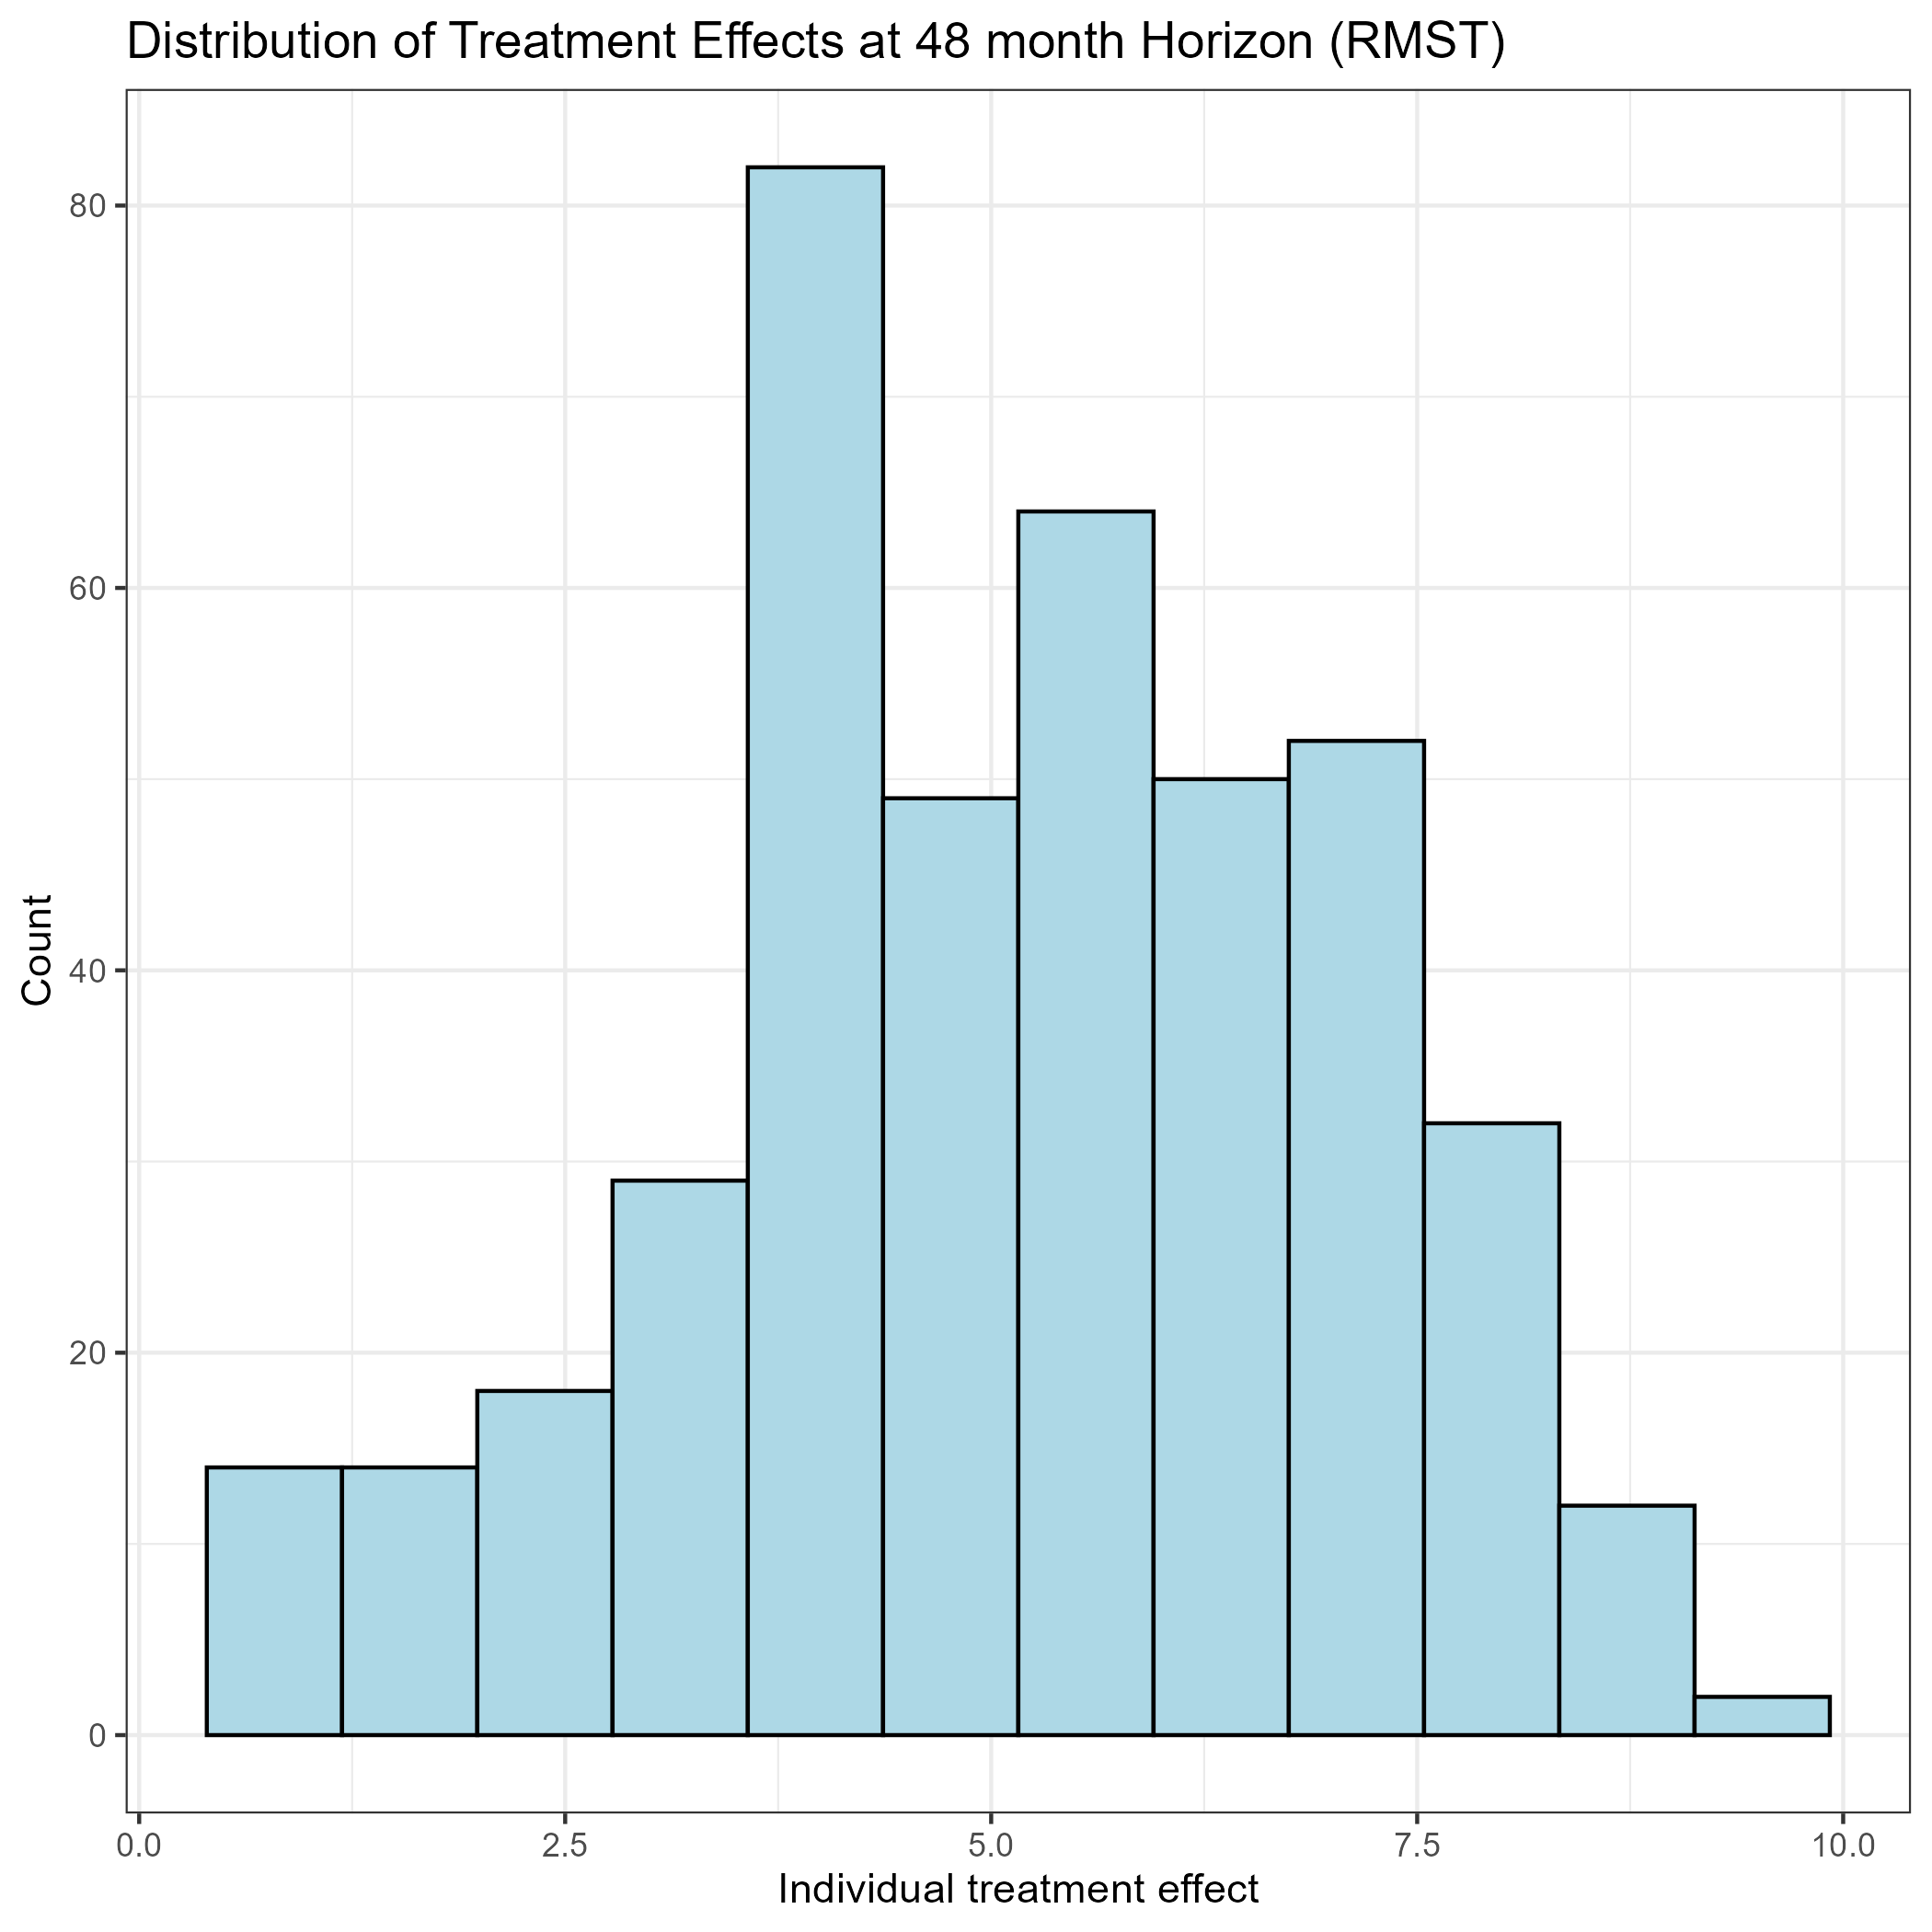 Distribution of Treatment Effects at 48 month Horizon (RMST)
80
60
40
20
0
Count
0.0 2.5 5.0 7.5 10.0
Individual treatment effect